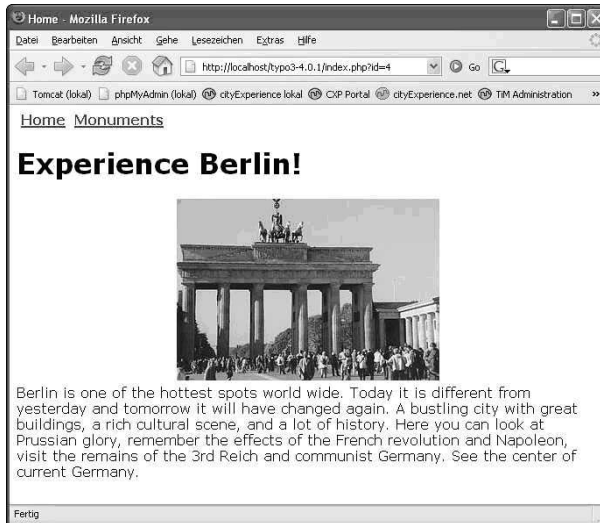 Home - Mozilla Firefox
Datei Bearbeiten Ansicht Gehe Lesezeichen Extras Hilfe
http://localhost/typo3-4.0.1/index.php?id=4 Go G
Tomcat (lokal) phpMyAdmin (lokal) cityExperience lokal CXP Portal cityExperience.net TiM Administration »
Home Monuments
Experience Berlin!
Berlin is one of the hottest spots world wide. Today it is different from
yesterday and tomorrow it will have changed again. A bustling city with great
buildings, a rich cultural scene, and a lot of history. Here you can look at
Prussian glory, remember the effects of the French revolution and Napoleon,
visit the remains of the 3rd Reich and communist Germany. See the center of
current Germany.
Fertig